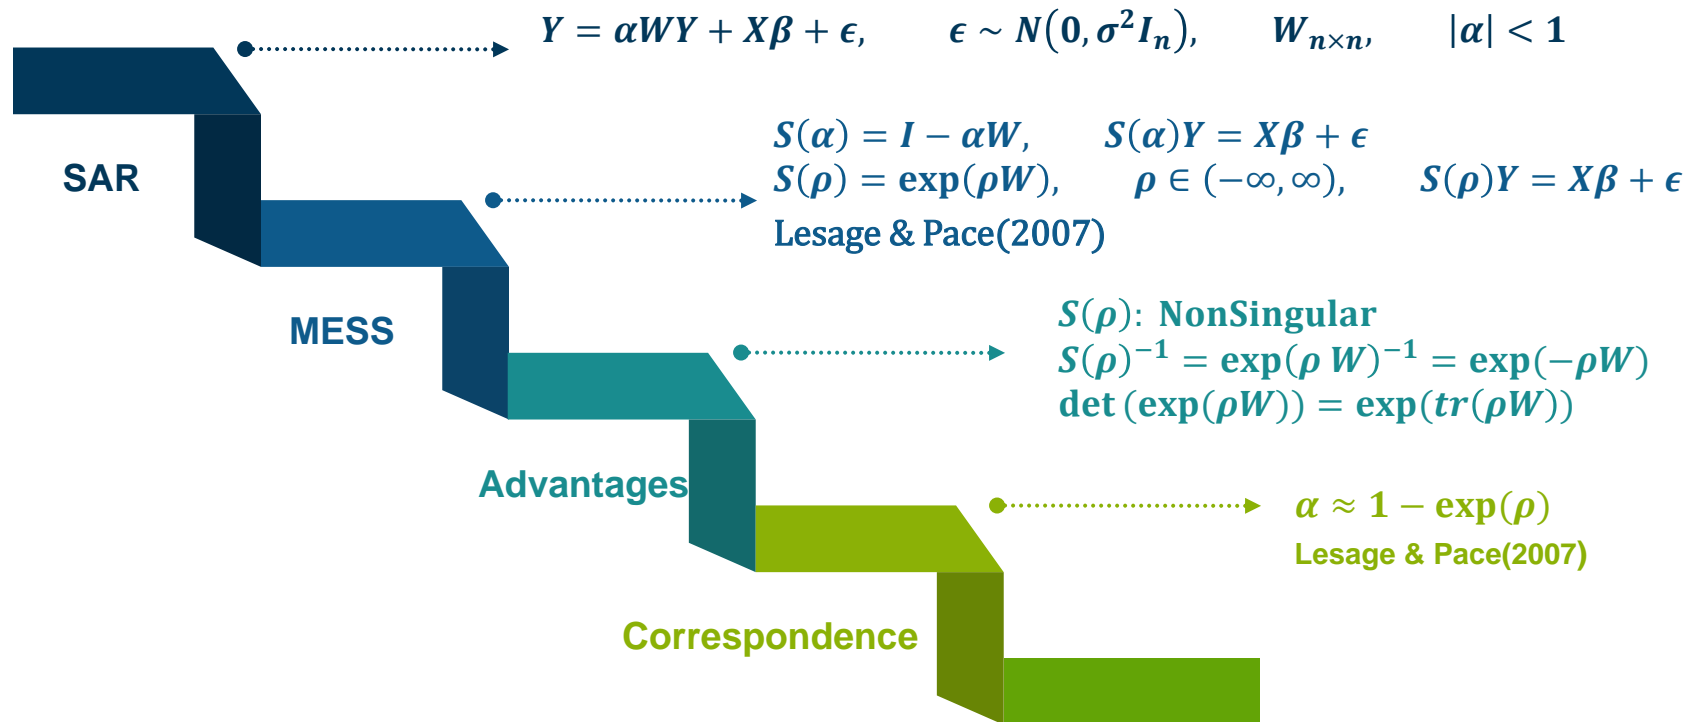 Y = αWY + Xβ + ϵ, ϵ ~ N(0, σ²Iₙ), Wₙₓₙ, |α| < 1
SAR
S(α) = I − αW, S(α)Y = Xβ + ϵ
S(ρ) = exp(ρW), ρ ∈ (−∞, ∞), S(ρ)Y = Xβ + ϵ
Lesage & Pace(2007)
MESS
S(ρ): NonSingular
S(ρ)⁻¹ = exp(ρ W)⁻¹ = exp(−ρW)
det (exp(ρW)) = exp(tr(ρW))
Advantages
α ≈ 1 − exp(ρ)
Lesage & Pace(2007)
Correspondence